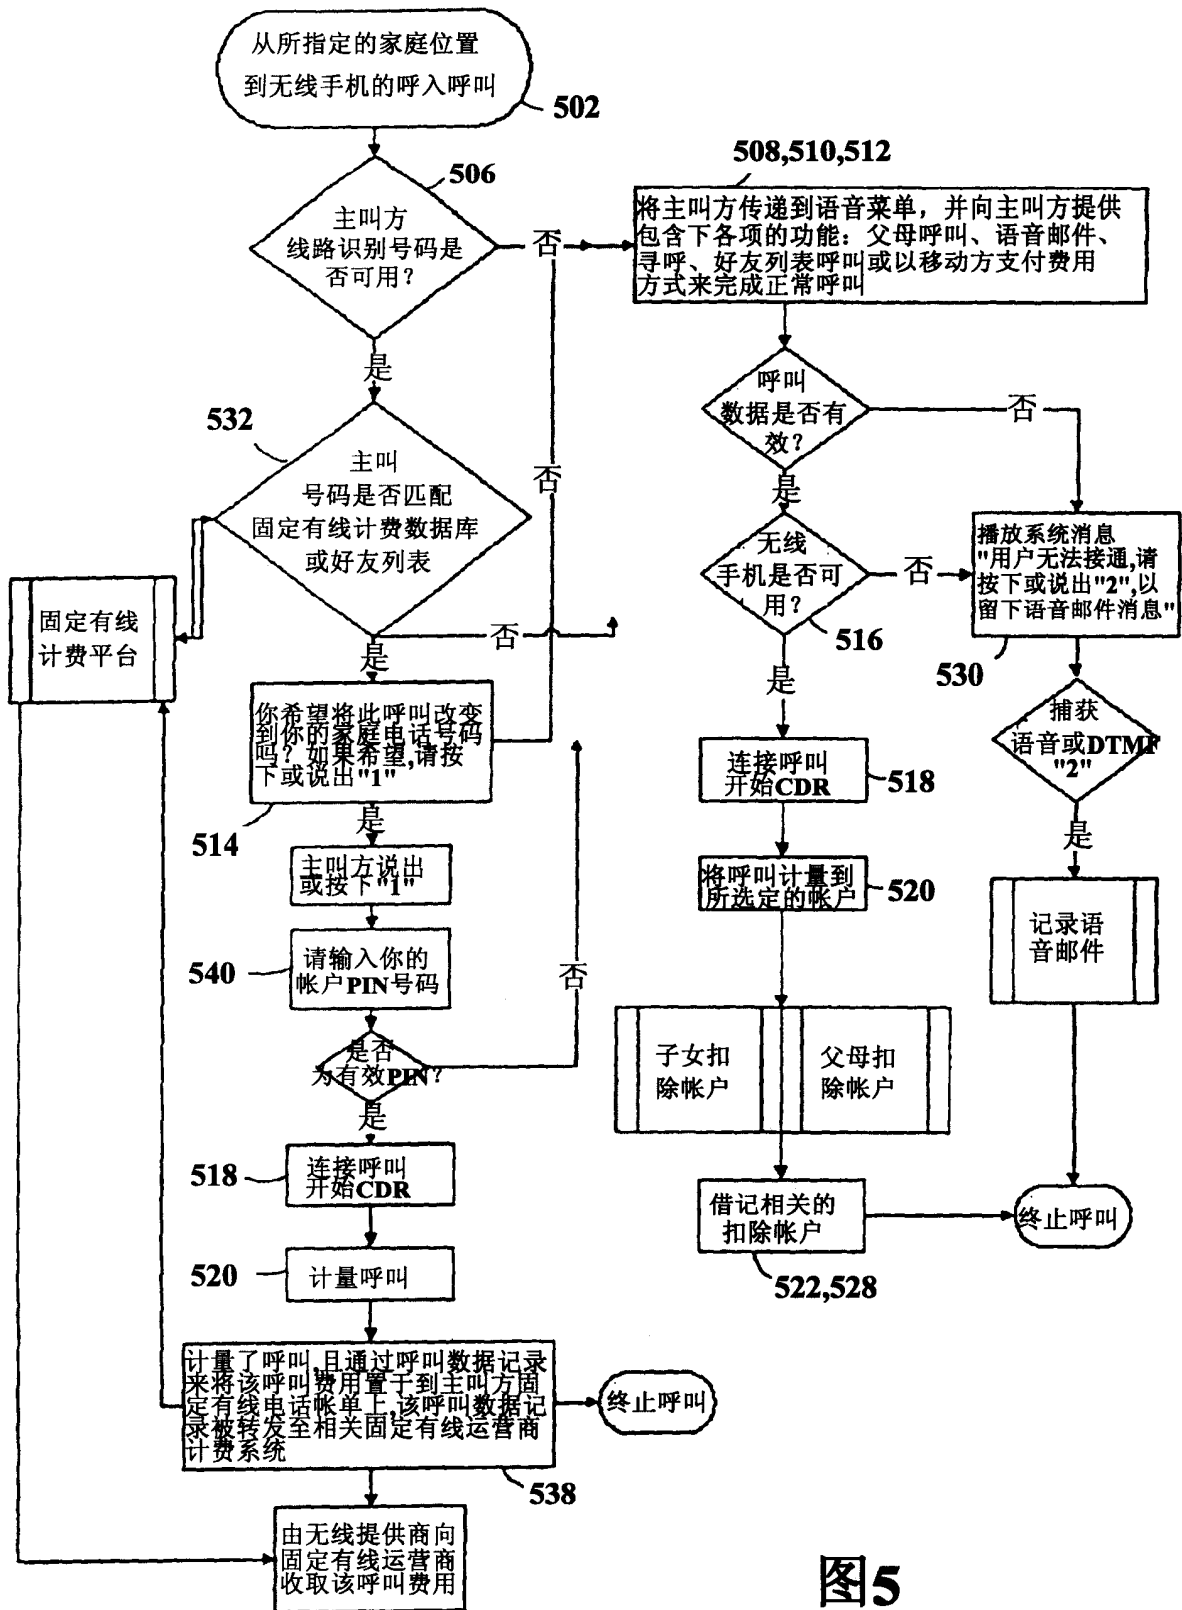 从所指定的家庭位置
到无线手机的呼入呼叫
502
506
主叫方
线路识别号码是
否可用？
否
508,510,512
将主叫方传递到语音菜单，并向主叫方提供
包含下各项的功能：父母呼叫、语音邮件、
寻呼、好友列表呼叫或以移动方支付费用
方式来完成正常呼叫
是
532
主叫
号码是否匹配
固定有线计费数据库
或好友列表
否
呼叫
数据是否有
效？
否
是
无线
手机是否可
用？
否
516
播放系统消息
"用户无法接通,请
按下或说出"2",以
留下语音邮件消息"
530
固定有线
计费平台
否
是
是
你希望将此呼叫改变
到你的家庭电话号码
吗？如果希望,请按
下或说出"1"
514
是
捕获
语音或DTMF
"2"
是
连接呼叫
开始CDR
518
主叫方说出
或按下"1"
将呼叫计量到
所选定的帐户
520
记录语
音邮件
540
请输入你的
帐户PIN号码
否
是否
为有效PIN？
是
子女扣
除帐户
父母扣
除帐户
518
连接呼叫
开始CDR
借记相关的
扣除帐户
522,528
终止呼叫
520
计量呼叫
计量了呼叫,且通过呼叫数据记录
来将该呼叫费用置于到主叫方固
定有线电话帐单上,该呼叫数据记
录被转发至相关固定有线运营商
计费系统
538
终止呼叫
由无线提供商向
固定有线运营商
收取该呼叫费用
图5